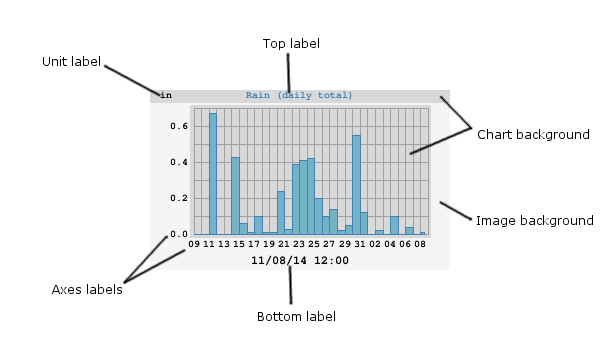 Top label
Unit label
in Rain (daily total)
0.6
Chart background
0.4
0.2
Image background
0.0
09 11 13 15 17 19 21 23 25 27 29 31 02 04 06 08
11/08/14 12:00
Axes labels
Bottom label